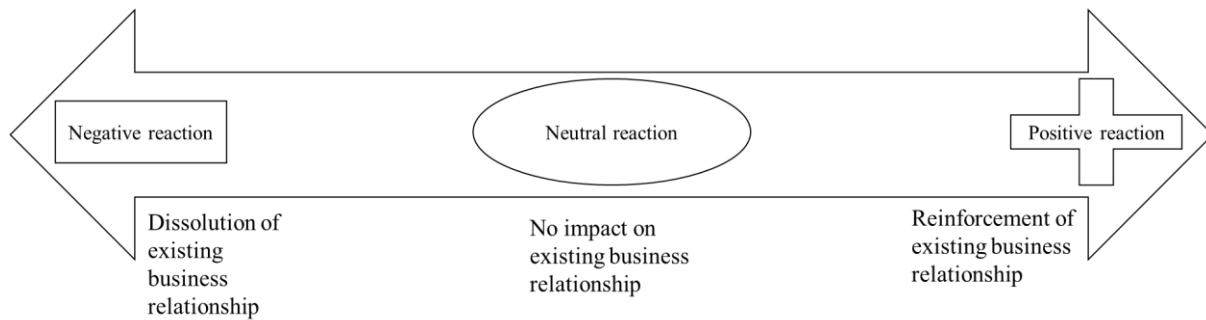 Negative reaction
Neutral reaction
Positive reaction
Dissolution of
existing
business
relationship
No impact on
existing business
relationship
Reinforcement of
existing business
relationship